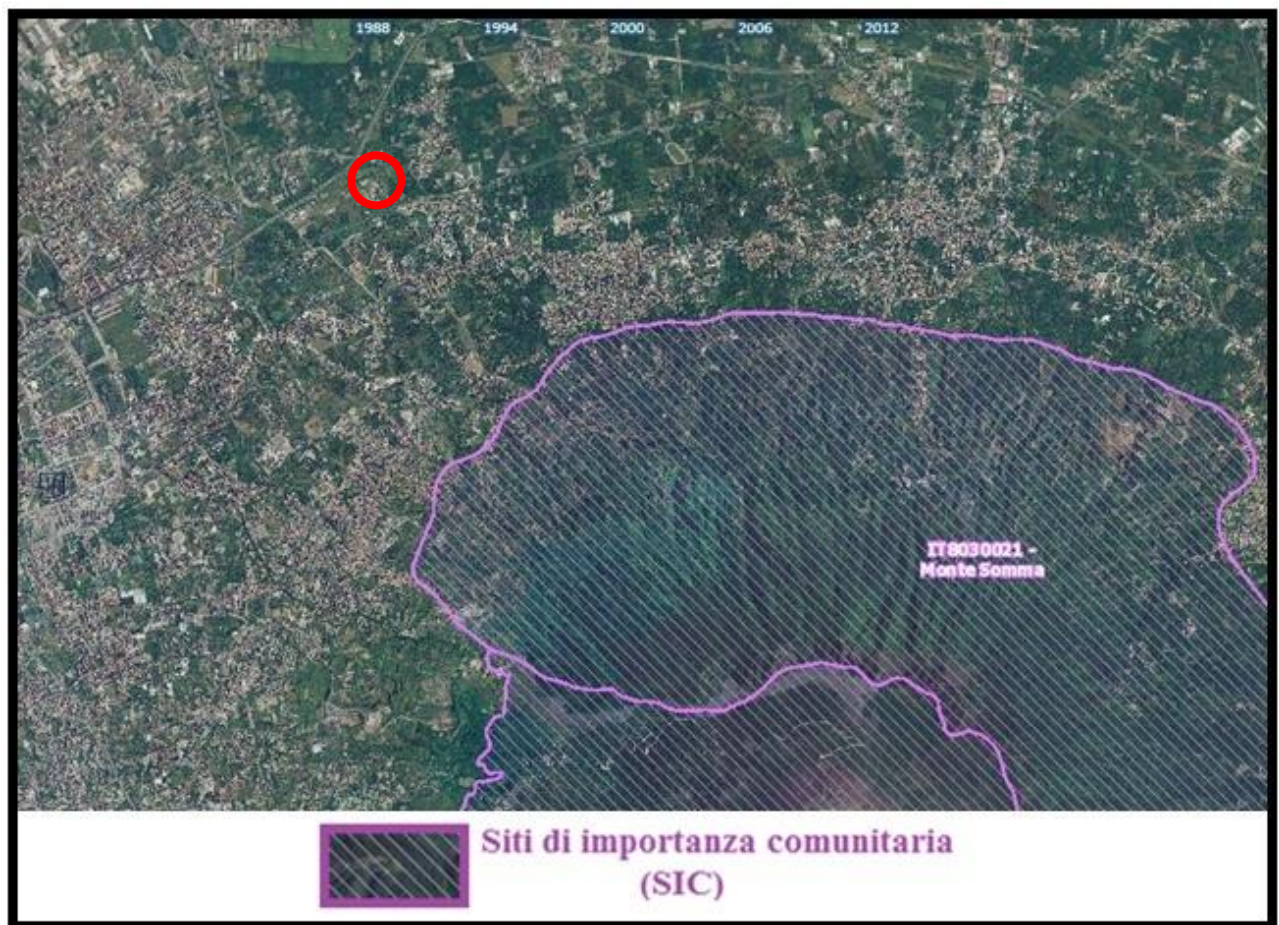 1988 1994 2000 2006 2012
IT8030021 -
Monte Somma
Siti di importanza comunitaria
(SIC)